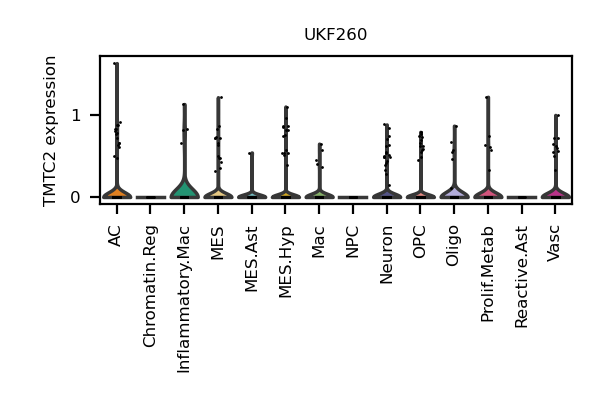 UKF260
TMTC2 expression
1
0
AC
Chromatin.Reg
Inflammatory.Mac
MES
MES.Ast
MES.Hyp
Mac
NPC
Neuron
OPC
Oligo
Prolif.Metab
Reactive.Ast
Vasc